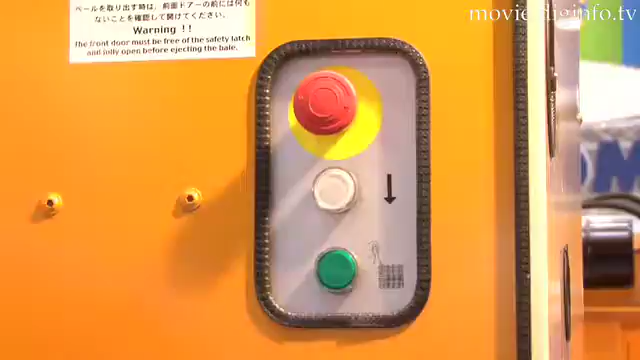 ベールを取り出す時は、前面ドアーの前には何も
ないことを確認して開けてください。
Warning !!
The front door must be free of the safety latch
and fully open before ejecting the bale.
movie.diginfo.tv